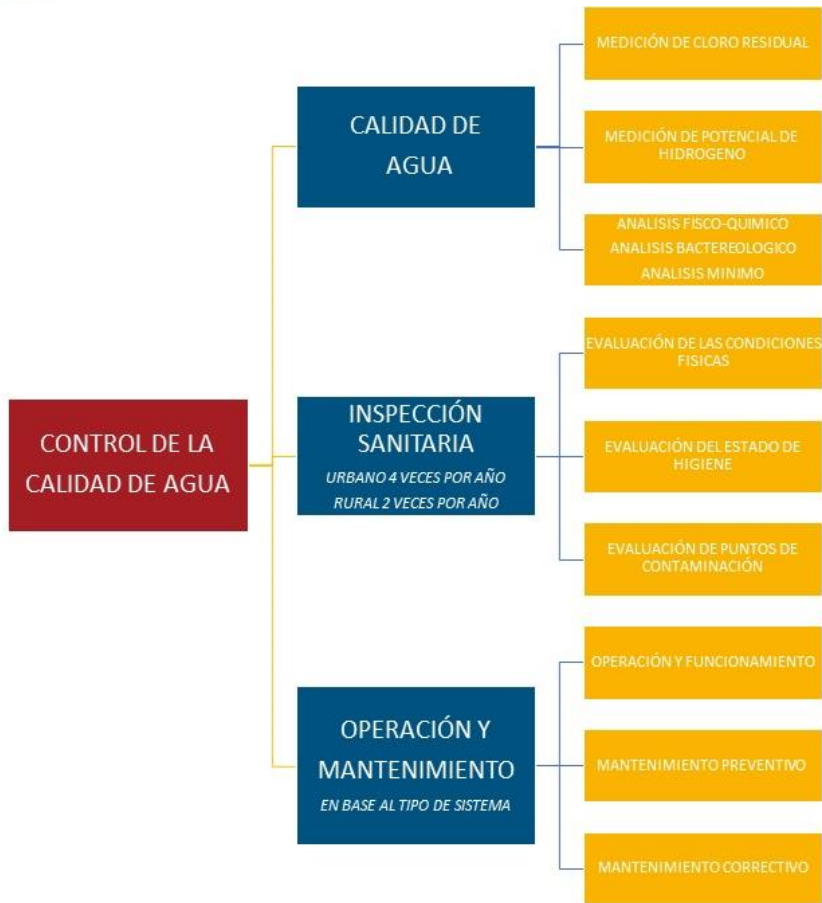 CONTROL DE LA
CALIDAD DE AGUA
CALIDAD DE
AGUA
MEDICIÓN DE CLORO RESIDUAL
MEDICIÓN DE POTENCIAL DE
HIDROGENO
ANALISIS FISCO-QUIMICO
ANALISIS BACTEREOLOGICO
ANALISIS MINIMO
INSPECCIÓN
SANITARIA
URBANO 4 VECES POR AÑO
RURAL 2 VECES POR AÑO
EVALUACIÓN DE LAS CONDICIONES
FISICAS
EVALUACIÓN DEL ESTADO DE
HIGIENE
EVALUACIÓN DE PUNTOS DE
CONTAMINACIÓN
OPERACIÓN Y
MANTENIMIENTO
EN BASE AL TIPO DE SISTEMA
OPERACIÓN Y FUNCIONAMIENTO
MANTENIMIENTO PREVENTIVO
MANTENIMIENTO CORRECTIVO